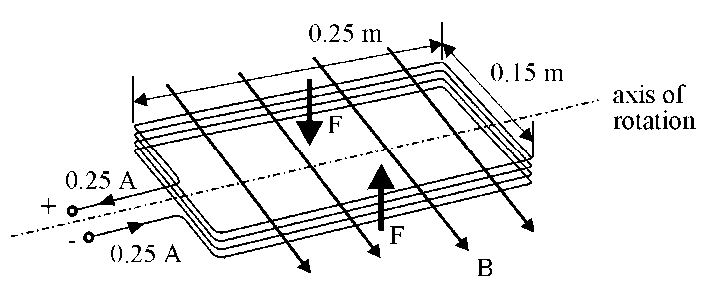 0.25 m
0.15 m
axis of
rotation
F
0.25 A
+
-
0.25 A
F
B